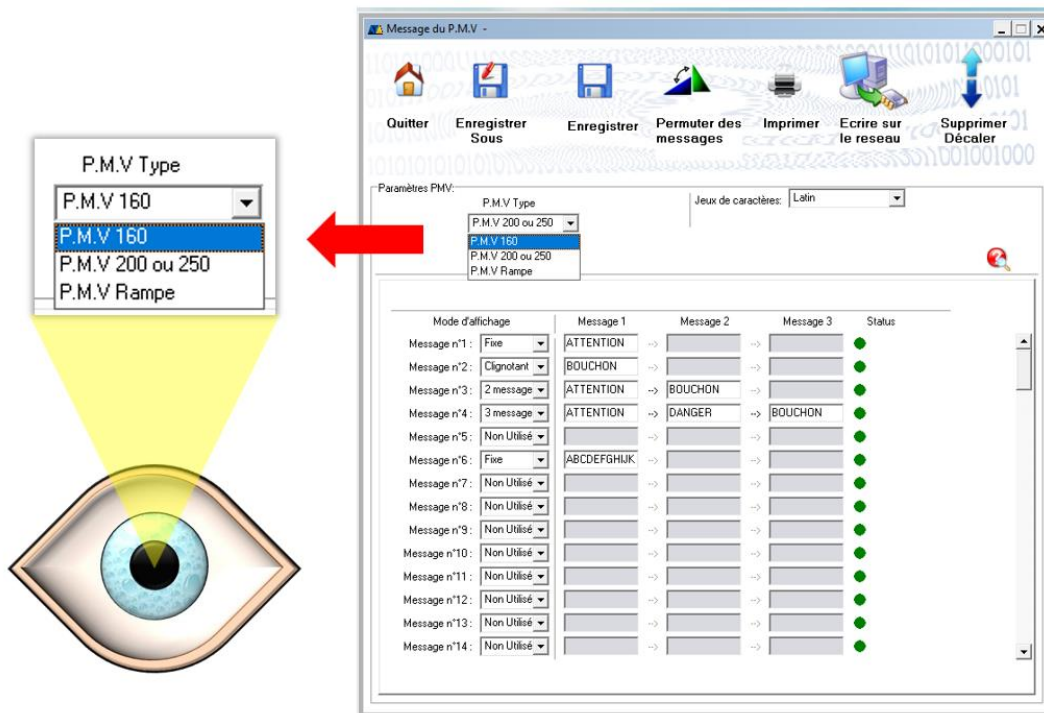 Message du P.M.V -
Quitter
Enregistrer
Sous
Enregistrer
Permuter des
messages
Imprimer
Ecrire sur
le reseau
Supprimer
Décaler
P.M.V Type
P.M.V 160
P.M.V 160
P.M.V 200 ou 250
P.M.V Rampe
Paramètres PMV:
P.M.V Type
P.M.V 200 ou 250
P.M.V 160
P.M.V 200 ou 250
P.M.V Rampe
Jeux de caractères: Latin
Mode d'affichage Message 1 Message 2 Message 3 Status
Message n°1 : Fixe ATTENTION --> -->
Message n°2 : Clignotant BOUCHON --> -->
Message n°3 : 2 message ATTENTION --> BOUCHON -->
Message n°4 : 3 message ATTENTION --> DANGER --> BOUCHON
Message n°5 : Non Utilisé --> -->
Message n°6 : Fixe ABCDEFGHIJK --> -->
Message n°7 : Non Utilisé --> -->
Message n°8 : Non Utilisé --> -->
Message n°9 : Non Utilisé --> -->
Message n°10 : Non Utilisé --> -->
Message n°11 : Non Utilisé --> -->
Message n°12 : Non Utilisé --> -->
Message n°13 : Non Utilisé --> -->
Message n°14 : Non Utilisé --> -->